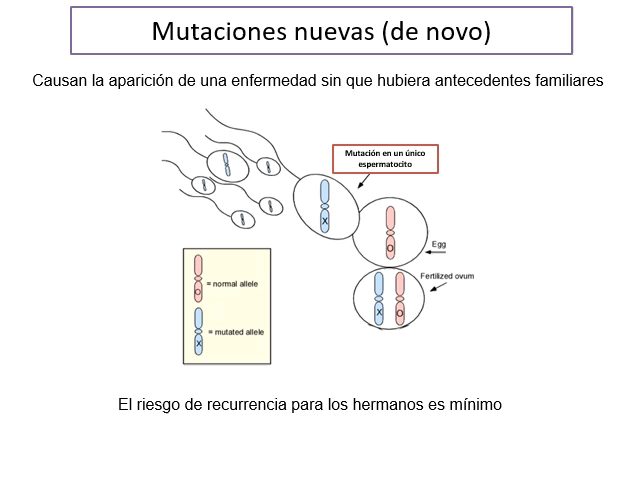 Mutaciones nuevas (de novo)
Causan la aparición de una enfermedad sin que hubiera antecedentes familiares
Mutación en un único
espermatocito
X
O
Egg
Fertilized ovum
X
O
O
= normal allele
X
= mutated allele
El riesgo de recurrencia para los hermanos es mínimo